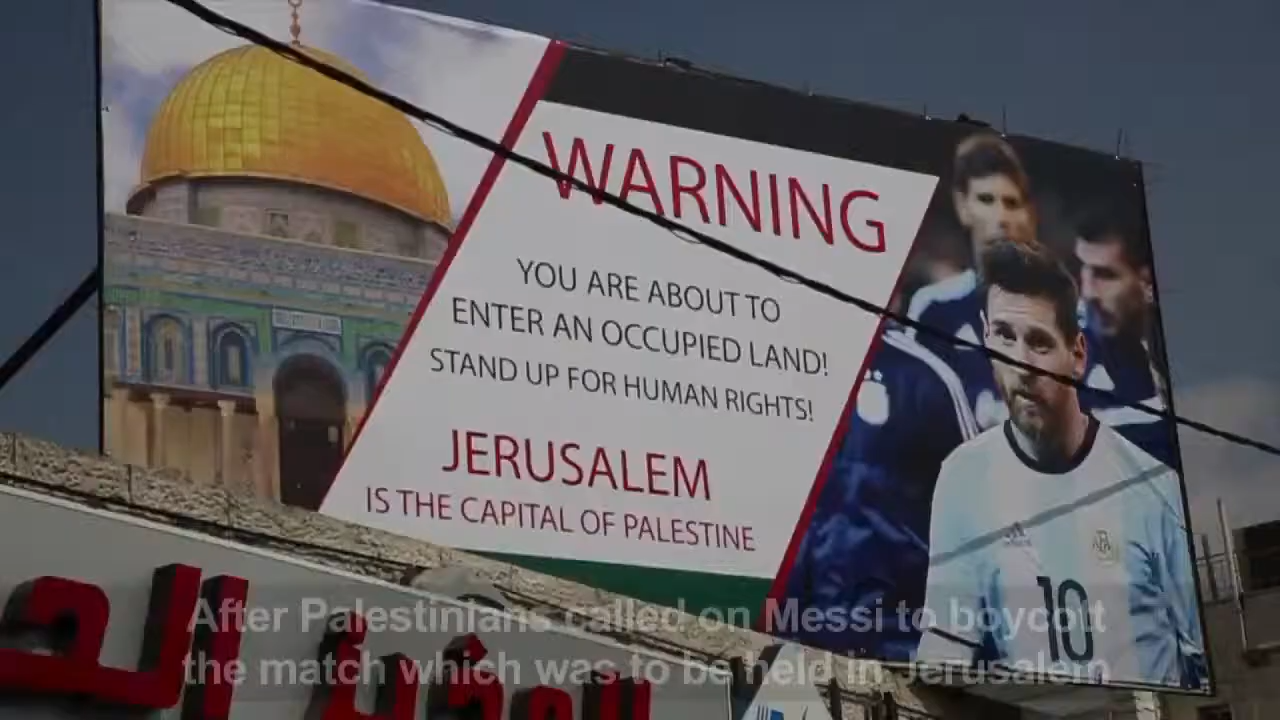 WARNING
YOU ARE ABOUT TO
ENTER AN OCCUPIED LAND!
STAND UP FOR HUMAN RIGHTS!
JERUSALEM
IS THE CAPITAL OF PALESTINE
10
After Palestinians called on Messi to boycott
the match which was to be held in Jerusalem